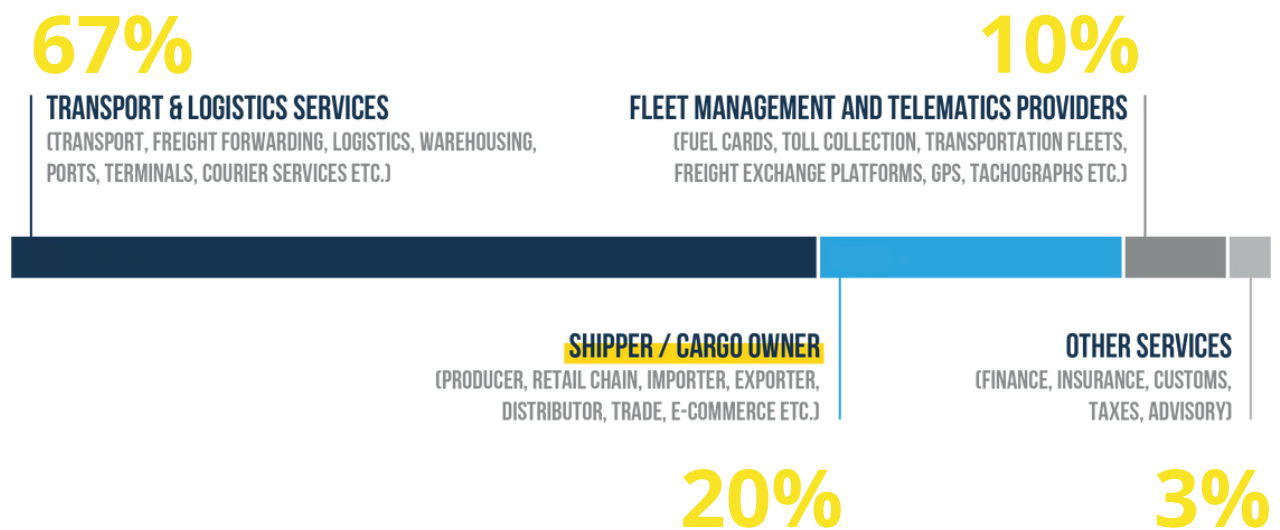 67%
TRANSPORT & LOGISTICS SERVICES
(TRANSPORT, FREIGHT FORWARDING, LOGISTICS, WAREHOUSING,
PORTS, TERMINALS, COURIER SERVICES ETC.)
10%
FLEET MANAGEMENT AND TELEMATICS PROVIDERS
(FUEL CARDS, TOLL COLLECTION, TRANSPORTATION FLEETS,
FREIGHT EXCHANGE PLATFORMS, GPS, TACHOGRAPHS ETC.)
SHIPPER / CARGO OWNER
(PRODUCER, RETAIL CHAIN, IMPORTER, EXPORTER,
DISTRIBUTOR, TRADE, E-COMMERCE ETC.)
20%
OTHER SERVICES
(FINANCE, INSURANCE, CUSTOMS,
TAXES, ADVISORY)
3%